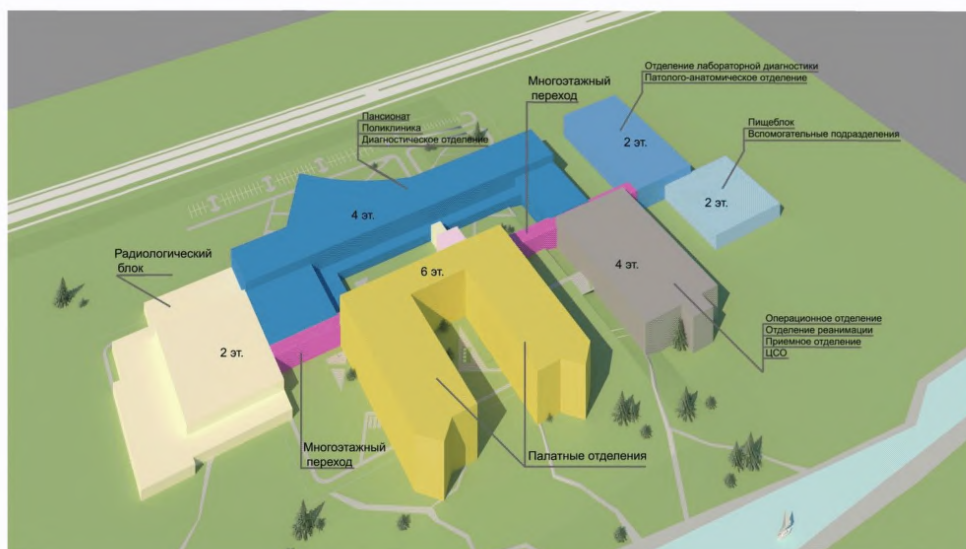 Отделение лабораторной диагностики
Патолого-анатомическое отделение
Многоэтажный
переход
Пансионат
Поликлиника
Диагностическое отделение
Пищеблок
Вспомогательные подразделения
2 эт.
2 эт.
4 эт.
Радиологический
блок
6 эт.
4 эт.
Операционное отделение
Отделение реанимации
Приемное отделение
ЦСО
2 эт.
Многоэтажный
переход
Палатные отделения